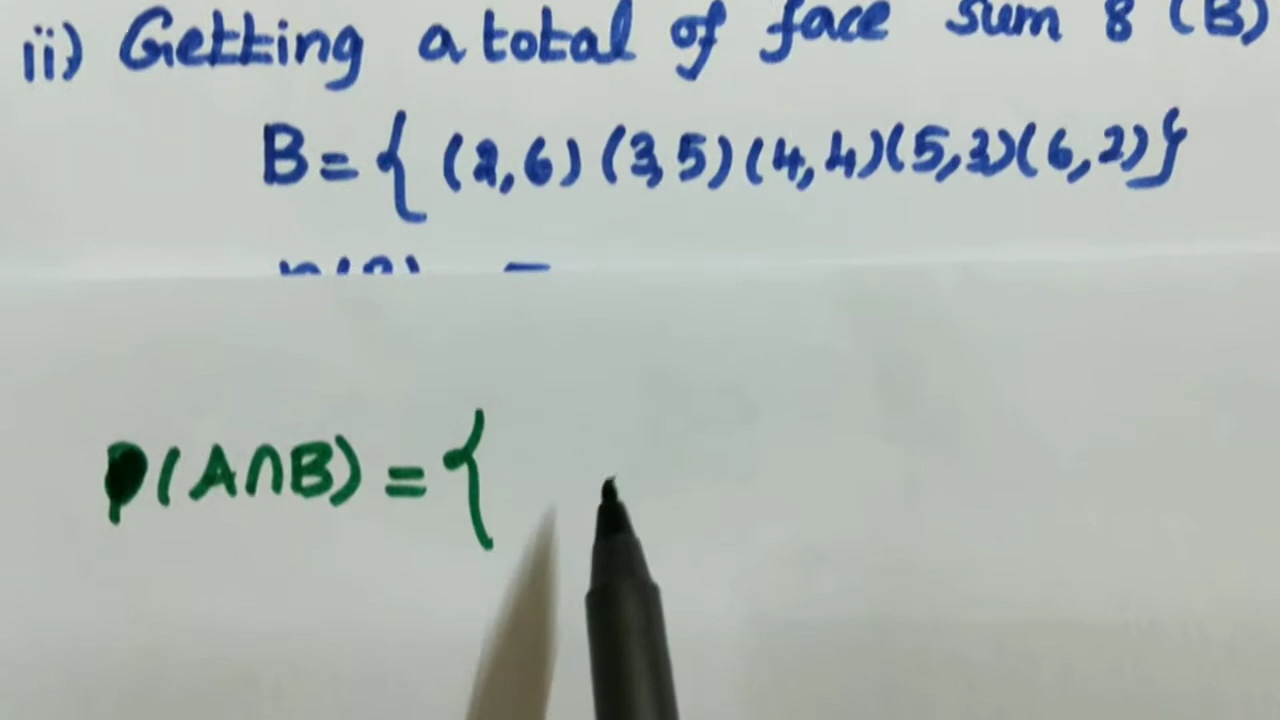 ii) Getting a total of face sum 8 (B)
B = { (2,6) (3,5) (4,4) (5,3) (6,2) }
P(A∩B) = {